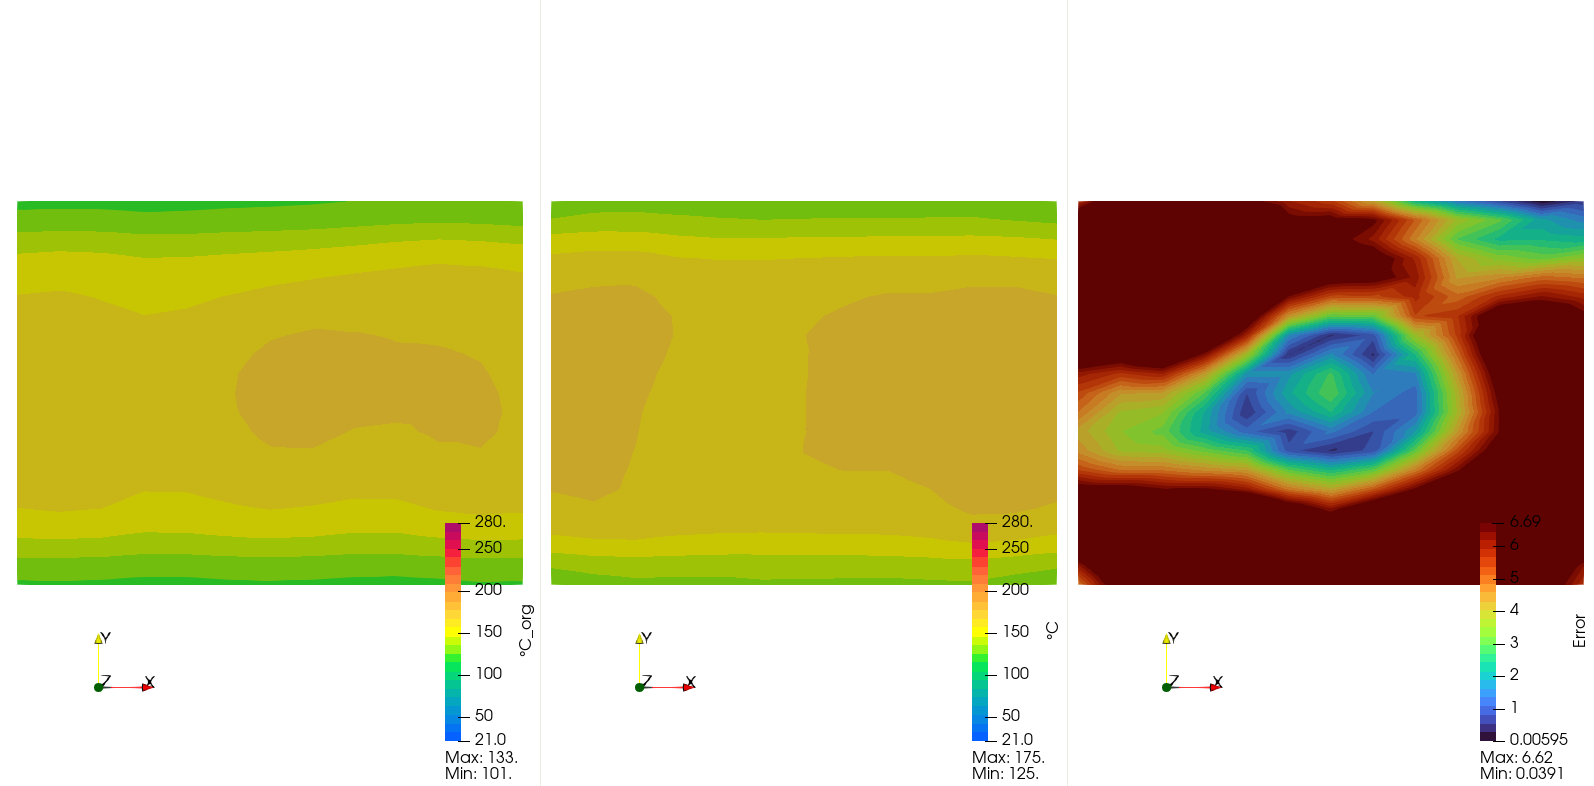 280.
250
200
150
100
50
21.0
°C_org
Max: 133.
Min: 101.
Y
Z
X
280.
250
200
150
100
50
21.0
°C
Max: 175.
Min: 125.
Y
Z
X
6.69
6
5
4
3
2
1
0.00595
Error
Max: 6.62
Min: 0.0391
Y
Z
X